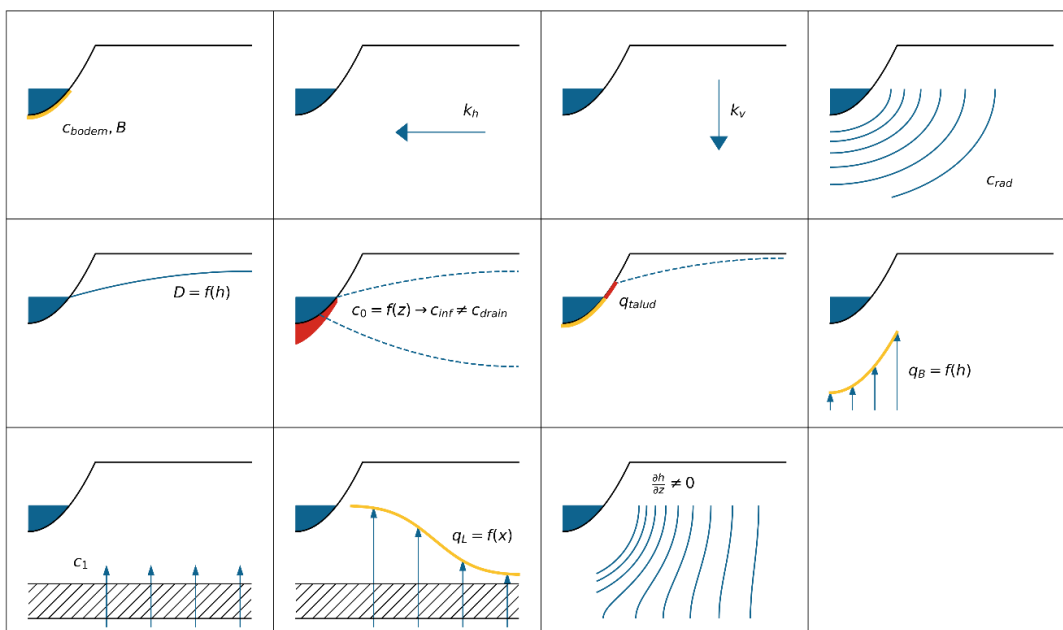 c_bodem, B
k_h
k_v
c_rad
D = f(h)
c_0 = f(z) → c_inf ≠ c_drain
q_talud
q_B = f(h)
c_1
q_L = f(x)
∂h/∂z ≠ 0